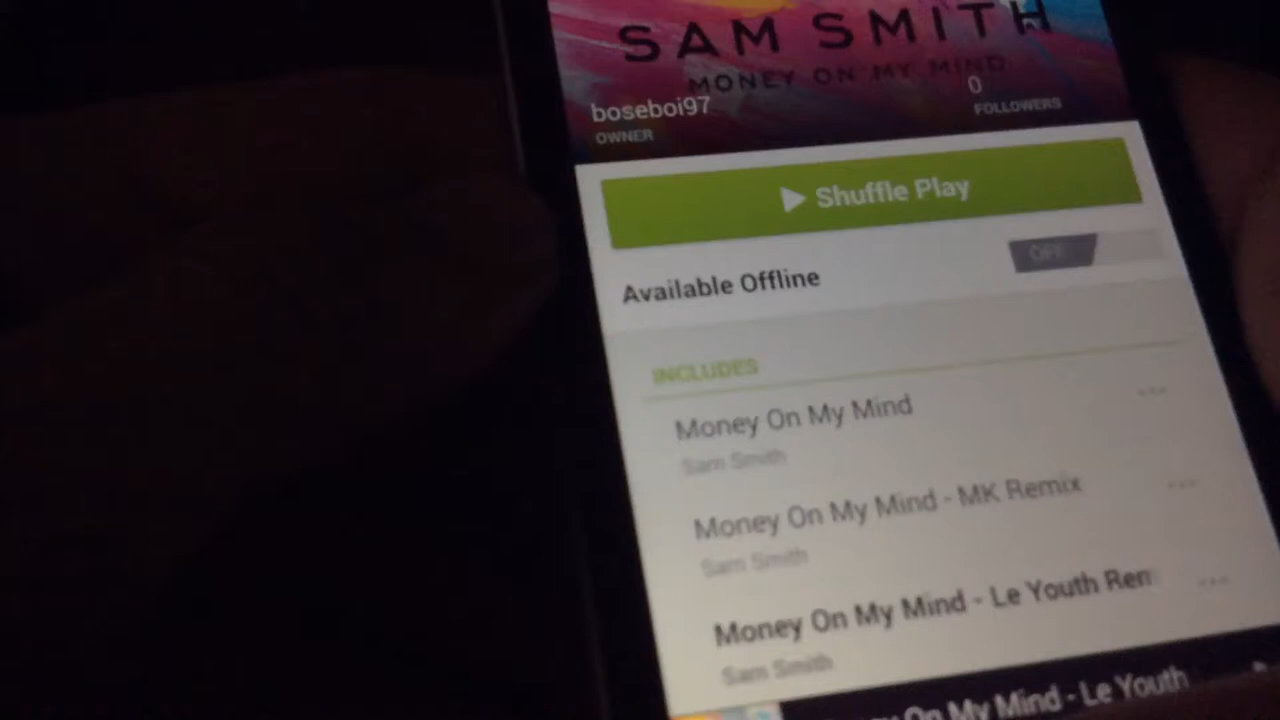 SAM SMITH
MONEY ON MY MIND
boseboi97
OWNER
0
FOLLOWERS
Shuffle Play
Available Offline
OFF
INCLUDES
Money On My Mind
Sam Smith
Money On My Mind - MK Remix
Sam Smith
Money On My Mind - Le Youth Rem
Sam Smith
On My Mind - Le Youth